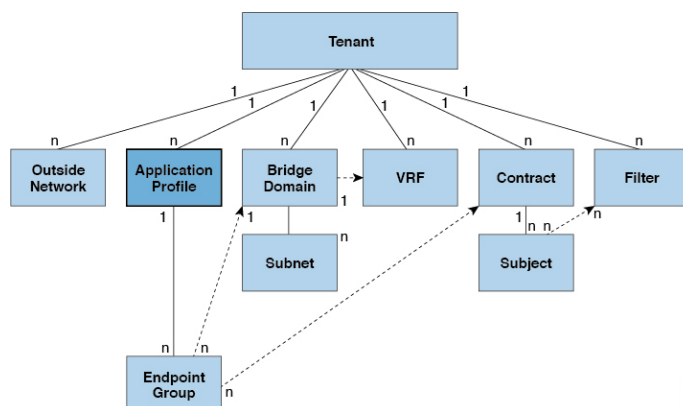 Tenant
1 1 1 1 1 1
n n n n n n
Outside Network
Application Profile
Bridge Domain
VRF
Contract
Filter
1 1 1 1 n
n n n
Subnet
Subject
n n
Endpoint Group
n